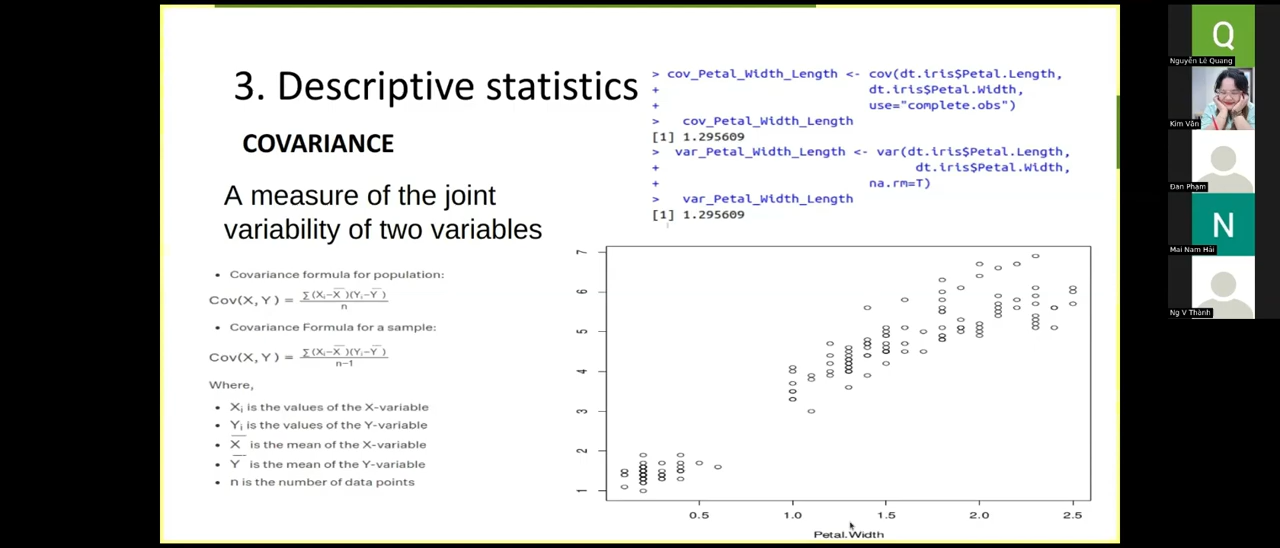 3. Descriptive statistics
COVARIANCE
A measure of the joint
variability of two variables
• Covariance formula for population:
Cov(X, Y) = ∑(Xᵢ−X̄)(Yᵢ−Ȳ) / n
• Covariance Formula for a sample:
Cov(X, Y) = ∑(Xᵢ−X̄)(Yᵢ−Ȳ) / n−1
Where,
• Xᵢ is the values of the X-variable
• Yᵢ is the values of the Y-variable
• X̄ is the mean of the X-variable
• Ȳ is the mean of the Y-variable
• n is the number of data points
> cov_Petal_Width_Length <- cov(dt.iris$Petal.Length,
+ dt.iris$Petal.Width,
+ use="complete.obs")
> cov_Petal_Width_Length
[1] 1.295609
> var_Petal_Width_Length <- var(dt.iris$Petal.Length,
+ dt.iris$Petal.Width,
+ na.rm=T)
> var_Petal_Width_Length
[1] 1.295609
7
6
5
4
3
2
1
0.5 1.0 1.5 2.0 2.5
Petal.Width
Q
Nguyễn Lê Quang
Kim Vân
Đan Phạm
N
Mai Nam Hải
Ng V Thành